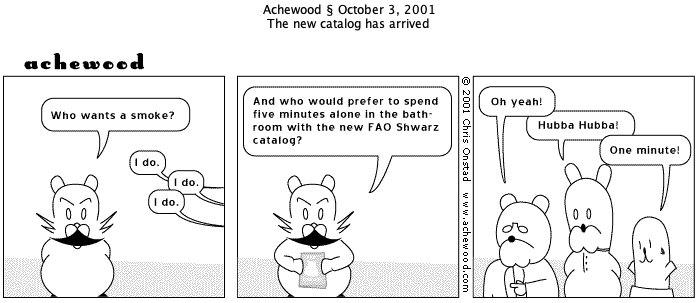 Achewood § October 3, 2001
The new catalog has arrived
achewood
Who wants a smoke?
I do.
I do.
I do.
And who would prefer to spend
five minutes alone in the bath-
room with the new FAO Shwarz
catalog?
© 2001 Chris Onstad www.achewood.com
Oh yeah!
Hubba Hubba!
One minute!